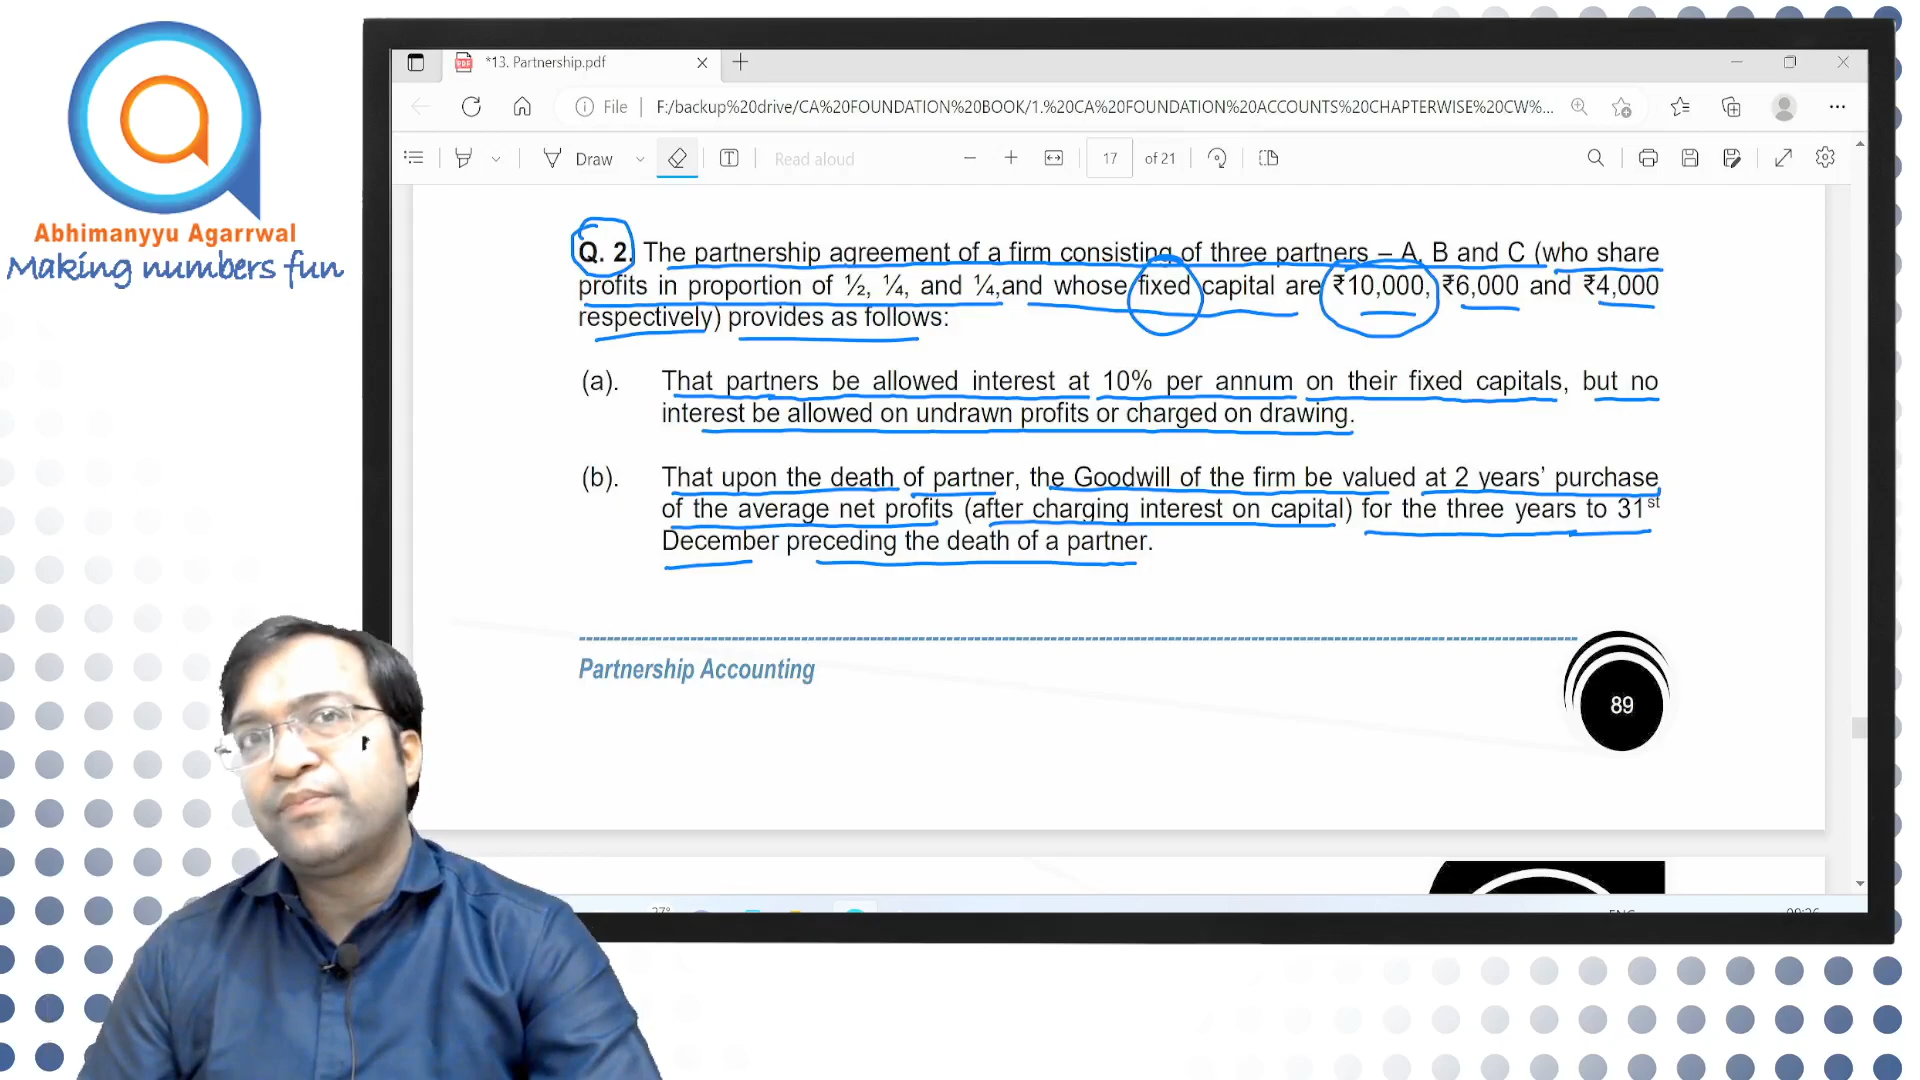 Abhimanyyu Agarrwal
Making numbers fun
*13. Partnership.pdf
File
F:/backup%20drive/CA%20FOUNDATION%20BOOK/1.%20CA%20FOUNDATION%20ACCOUNTS%20CHAPTERWISE%20CW%...
Draw
Read aloud
17
of 21
Q. 2. The partnership agreement of a firm consisting of three partners – A, B and C (who share
profits in proportion of ½, ¼, and ¼,and whose fixed capital are ₹10,000, ₹6,000 and ₹4,000
respectively) provides as follows:
(a). That partners be allowed interest at 10% per annum on their fixed capitals, but no
interest be allowed on undrawn profits or charged on drawing.
(b). That upon the death of partner, the Goodwill of the firm be valued at 2 years’ purchase
of the average net profits (after charging interest on capital) for the three years to 31st
December preceding the death of a partner.
Partnership Accounting
89